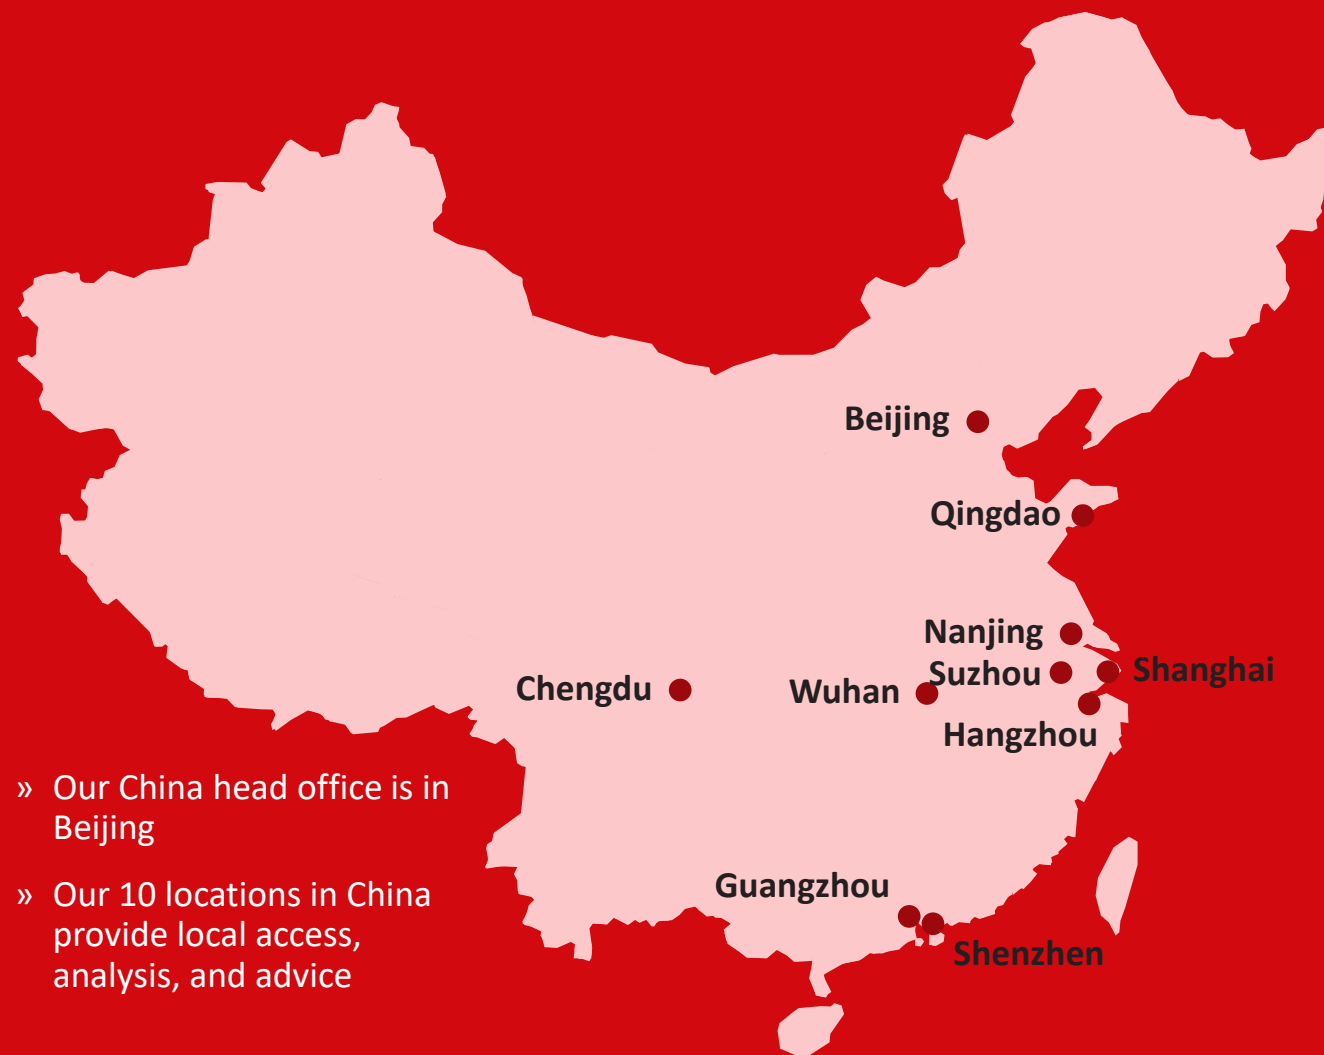 Beijing
Qingdao
Nanjing
Suzhou
Shanghai
Chengdu
Wuhan
Hangzhou
» Our China head office is in
Beijing
» Our 10 locations in China
provide local access,
analysis, and advice
Guangzhou
Shenzhen